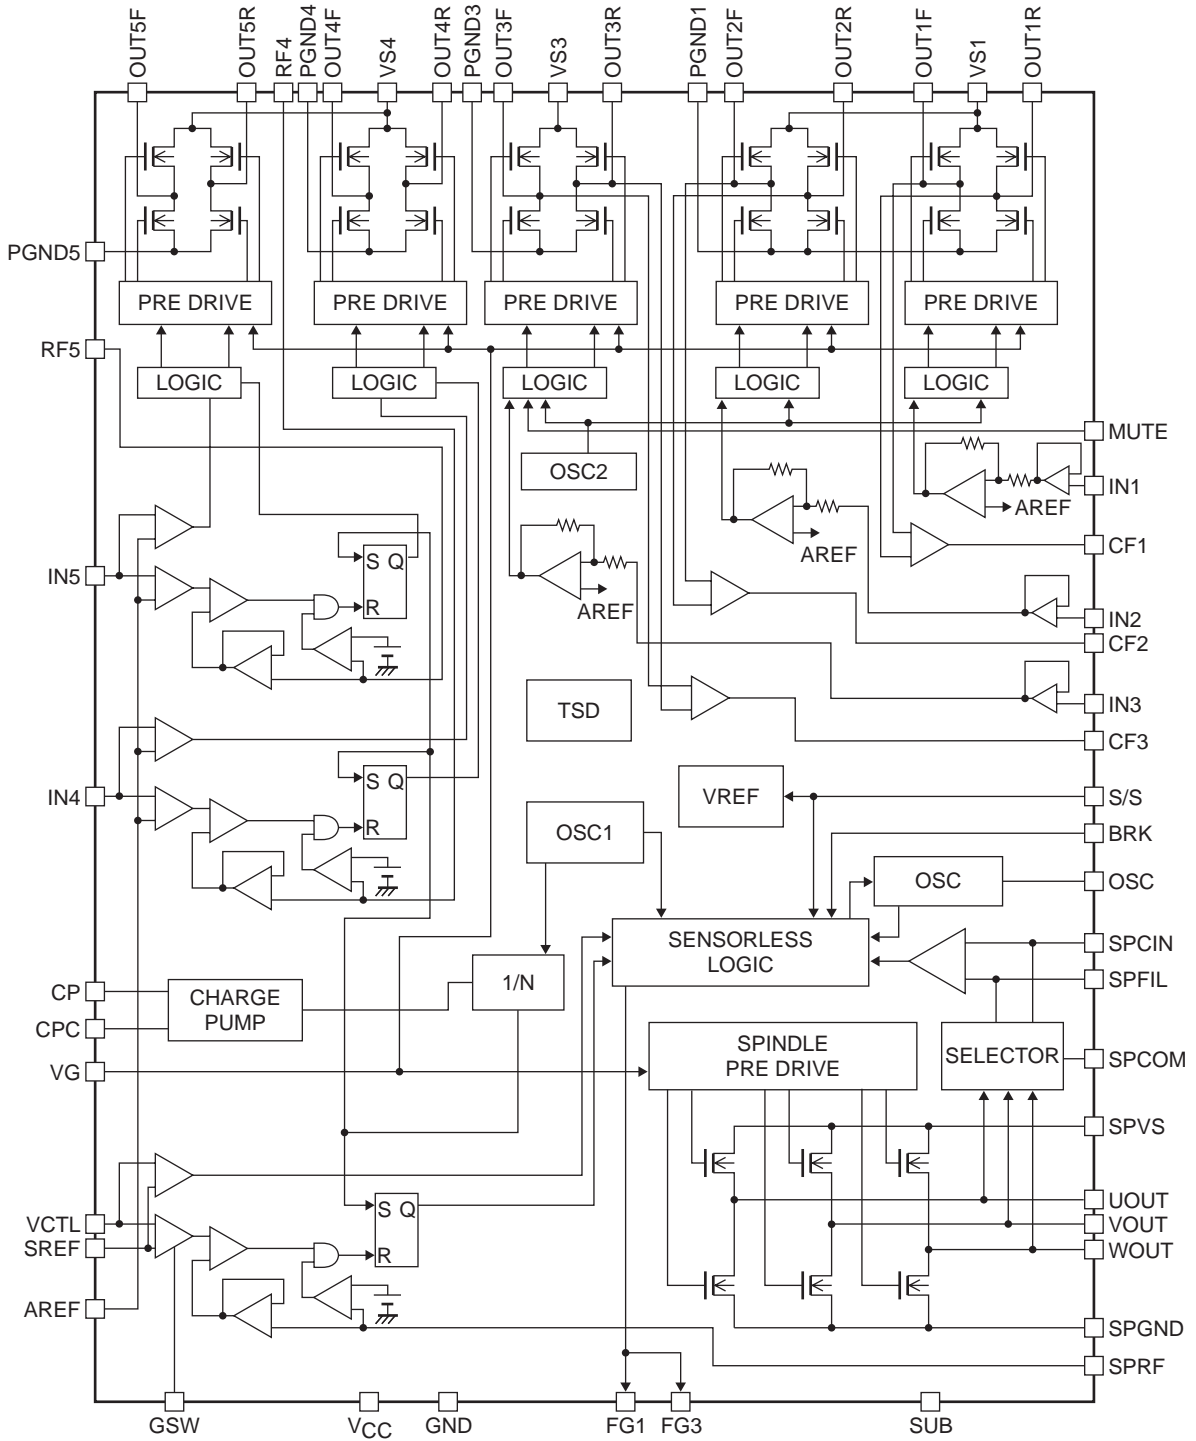 OUT5F OUT5R RF4 PGND4 OUT4F VS4 OUT4R PGND3 OUT3F VS3 OUT3R PGND1 OUT2F OUT2R OUT1F VS1 OUT1R
PGND5
PRE DRIVE PRE DRIVE PRE DRIVE PRE DRIVE PRE DRIVE
RF5
LOGIC LOGIC LOGIC LOGIC LOGIC
MUTE
OSC2
IN1
AREF
CF1
AREF
S Q
R
IN5
AREF
IN2
CF2
TSD
IN3
CF3
S Q
R
IN4
VREF
S/S
OSC1
BRK
OSC
OSC
SENSORLESS
LOGIC
SPCIN
SPFIL
CP
CHARGE
PUMP
1/N
CPC
SPINDLE
PRE DRIVE
SELECTOR
SPCOM
VG
SPVS
S Q
R
UOUT
VOUT
WOUT
VCTL
SREF
AREF
SPGND
SPRF
GSW VCC GND FG1 FG3 SUB